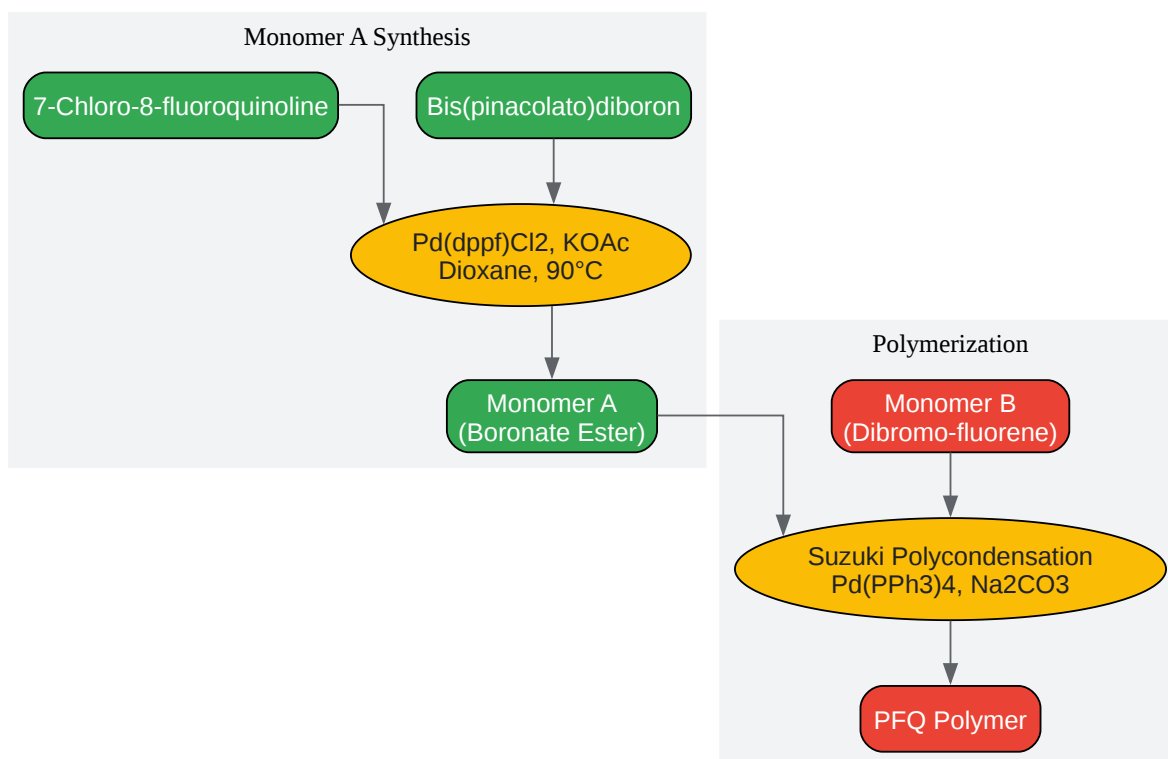 Monomer A Synthesis
7-Chloro-8-fluoroquinoline
Bis(pinacolato)diboron
Pd(dppf)Cl2, KOAc
Dioxane, 90°C
Monomer A
(Boronate Ester)
Polymerization
Monomer B
(Dibromo-fluorene)
Suzuki Polycondensation
Pd(PPh3)4, Na2CO3
PFQ Polymer